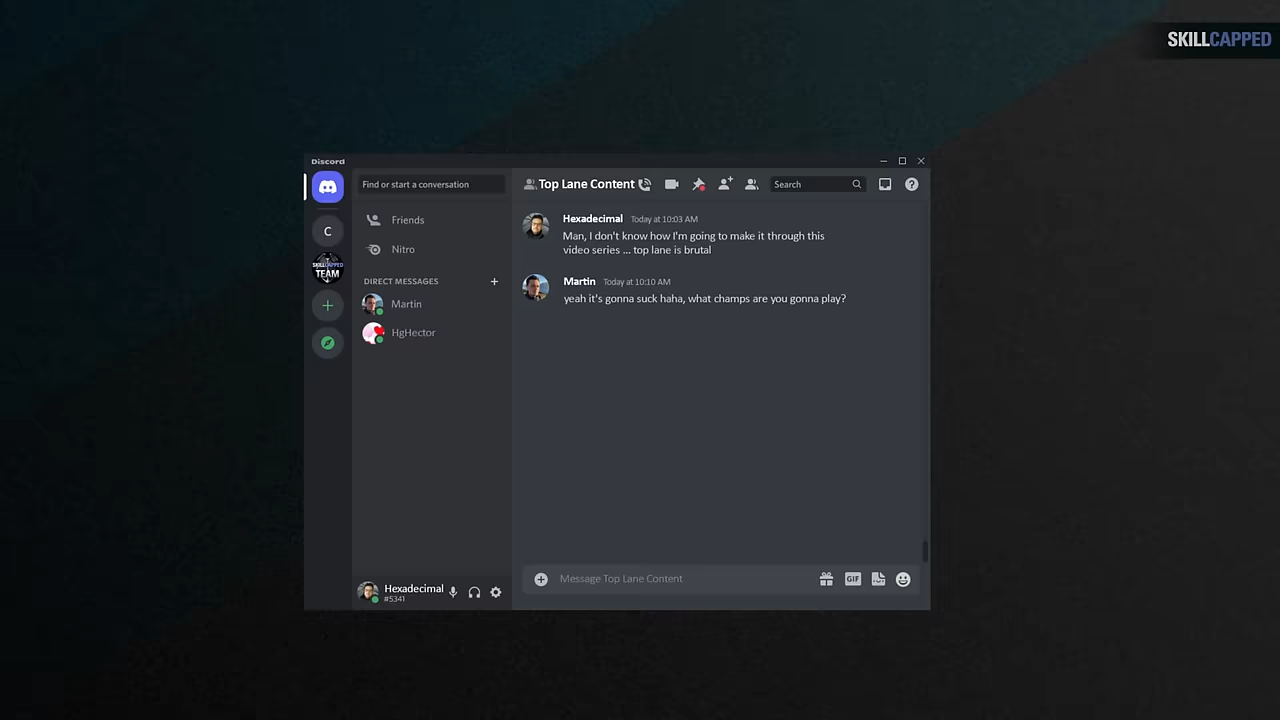 SKILLCAPPED
Discord
Find or start a conversation
Top Lane Content
Search
Friends
Nitro
DIRECT MESSAGES
Martin
HgHector
C
SKILLCAPPED
TEAM
Hexadecimal Today at 10:03 AM
Man, I don't know how I'm going to make it through this
video series ... top lane is brutal
Martin Today at 10:10 AM
yeah it's gonna suck haha, what champs are you gonna play?
Message Top Lane Content
GIF
Hexadecimal
#5341